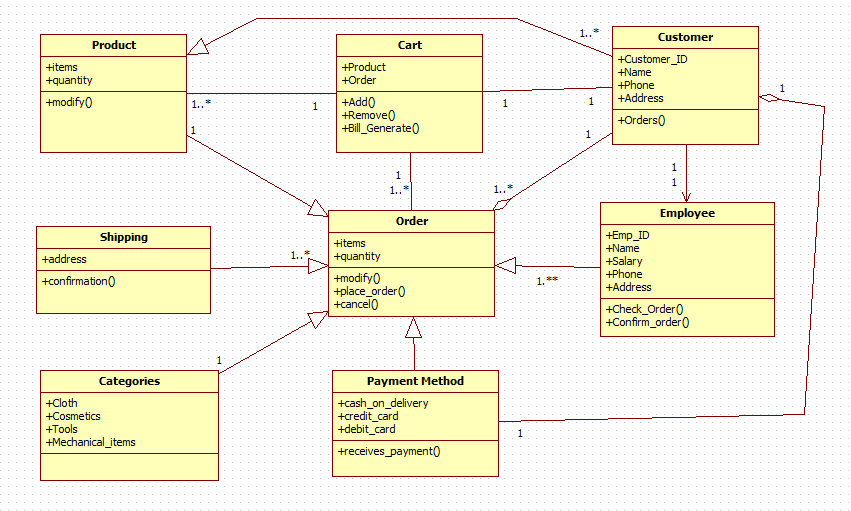 Product
+items
+quantity
+modify()
Cart
+Product
+Order
+Add()
+Remove()
+Bill_Generate()
Customer
+Customer_ID
+Name
+Phone
+Address
+Orders()
1..*
1..*
1
1
1
1
1
1
1..*
1
1..*
1
1
Shipping
+address
+confirmation()
1..*
Order
+items
+quantity
+modify()
+place_order()
+cancel()
Employee
+Emp_ID
+Name
+Salary
+Phone
+Address
+Check_Order()
+Confirm_order()
1.**
1
Categories
+Cloth
+Cosmetics
+Tools
+Mechanical_items
Payment Method
+cash_on_delivery
+credit_card
+debit_card
+receives_payment()
1